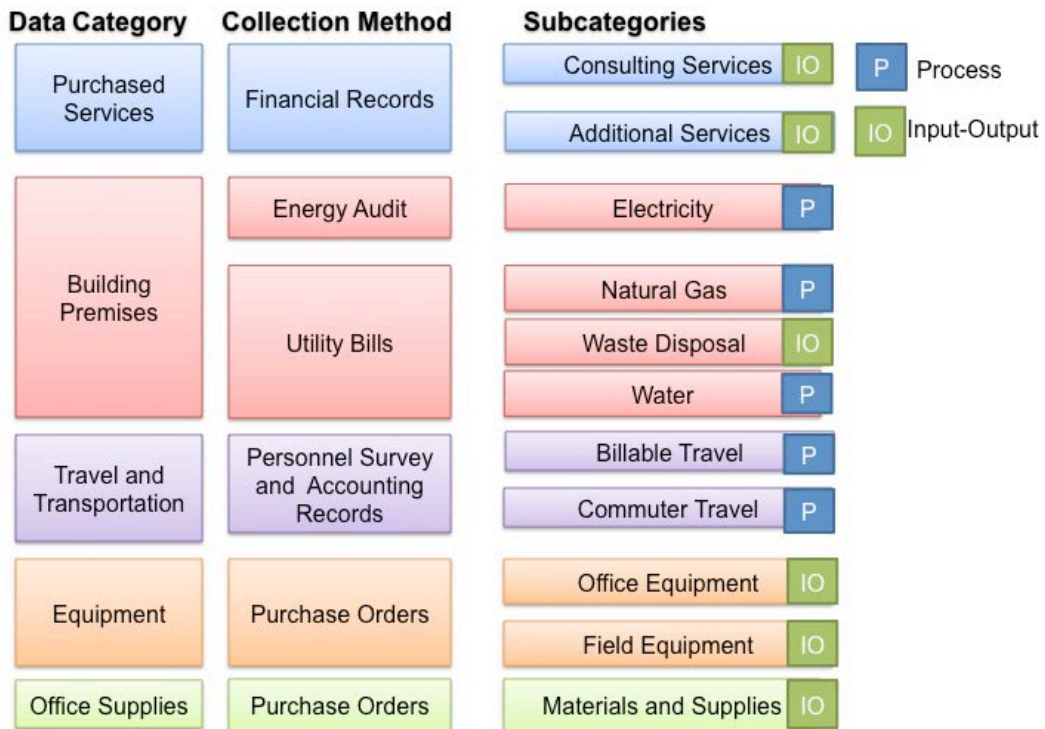 Data Category
Collection Method
Subcategories
Purchased
Services
Financial Records
Consulting Services IO
Additional Services IO
P Process
IO Input-Output
Building
Premises
Energy Audit
Electricity P
Utility Bills
Natural Gas P
Waste Disposal IO
Water P
Travel and
Transportation
Personnel Survey
and Accounting
Records
Billable Travel P
Commuter Travel P
Equipment
Purchase Orders
Office Equipment IO
Field Equipment IO
Office Supplies
Purchase Orders
Materials and Supplies IO